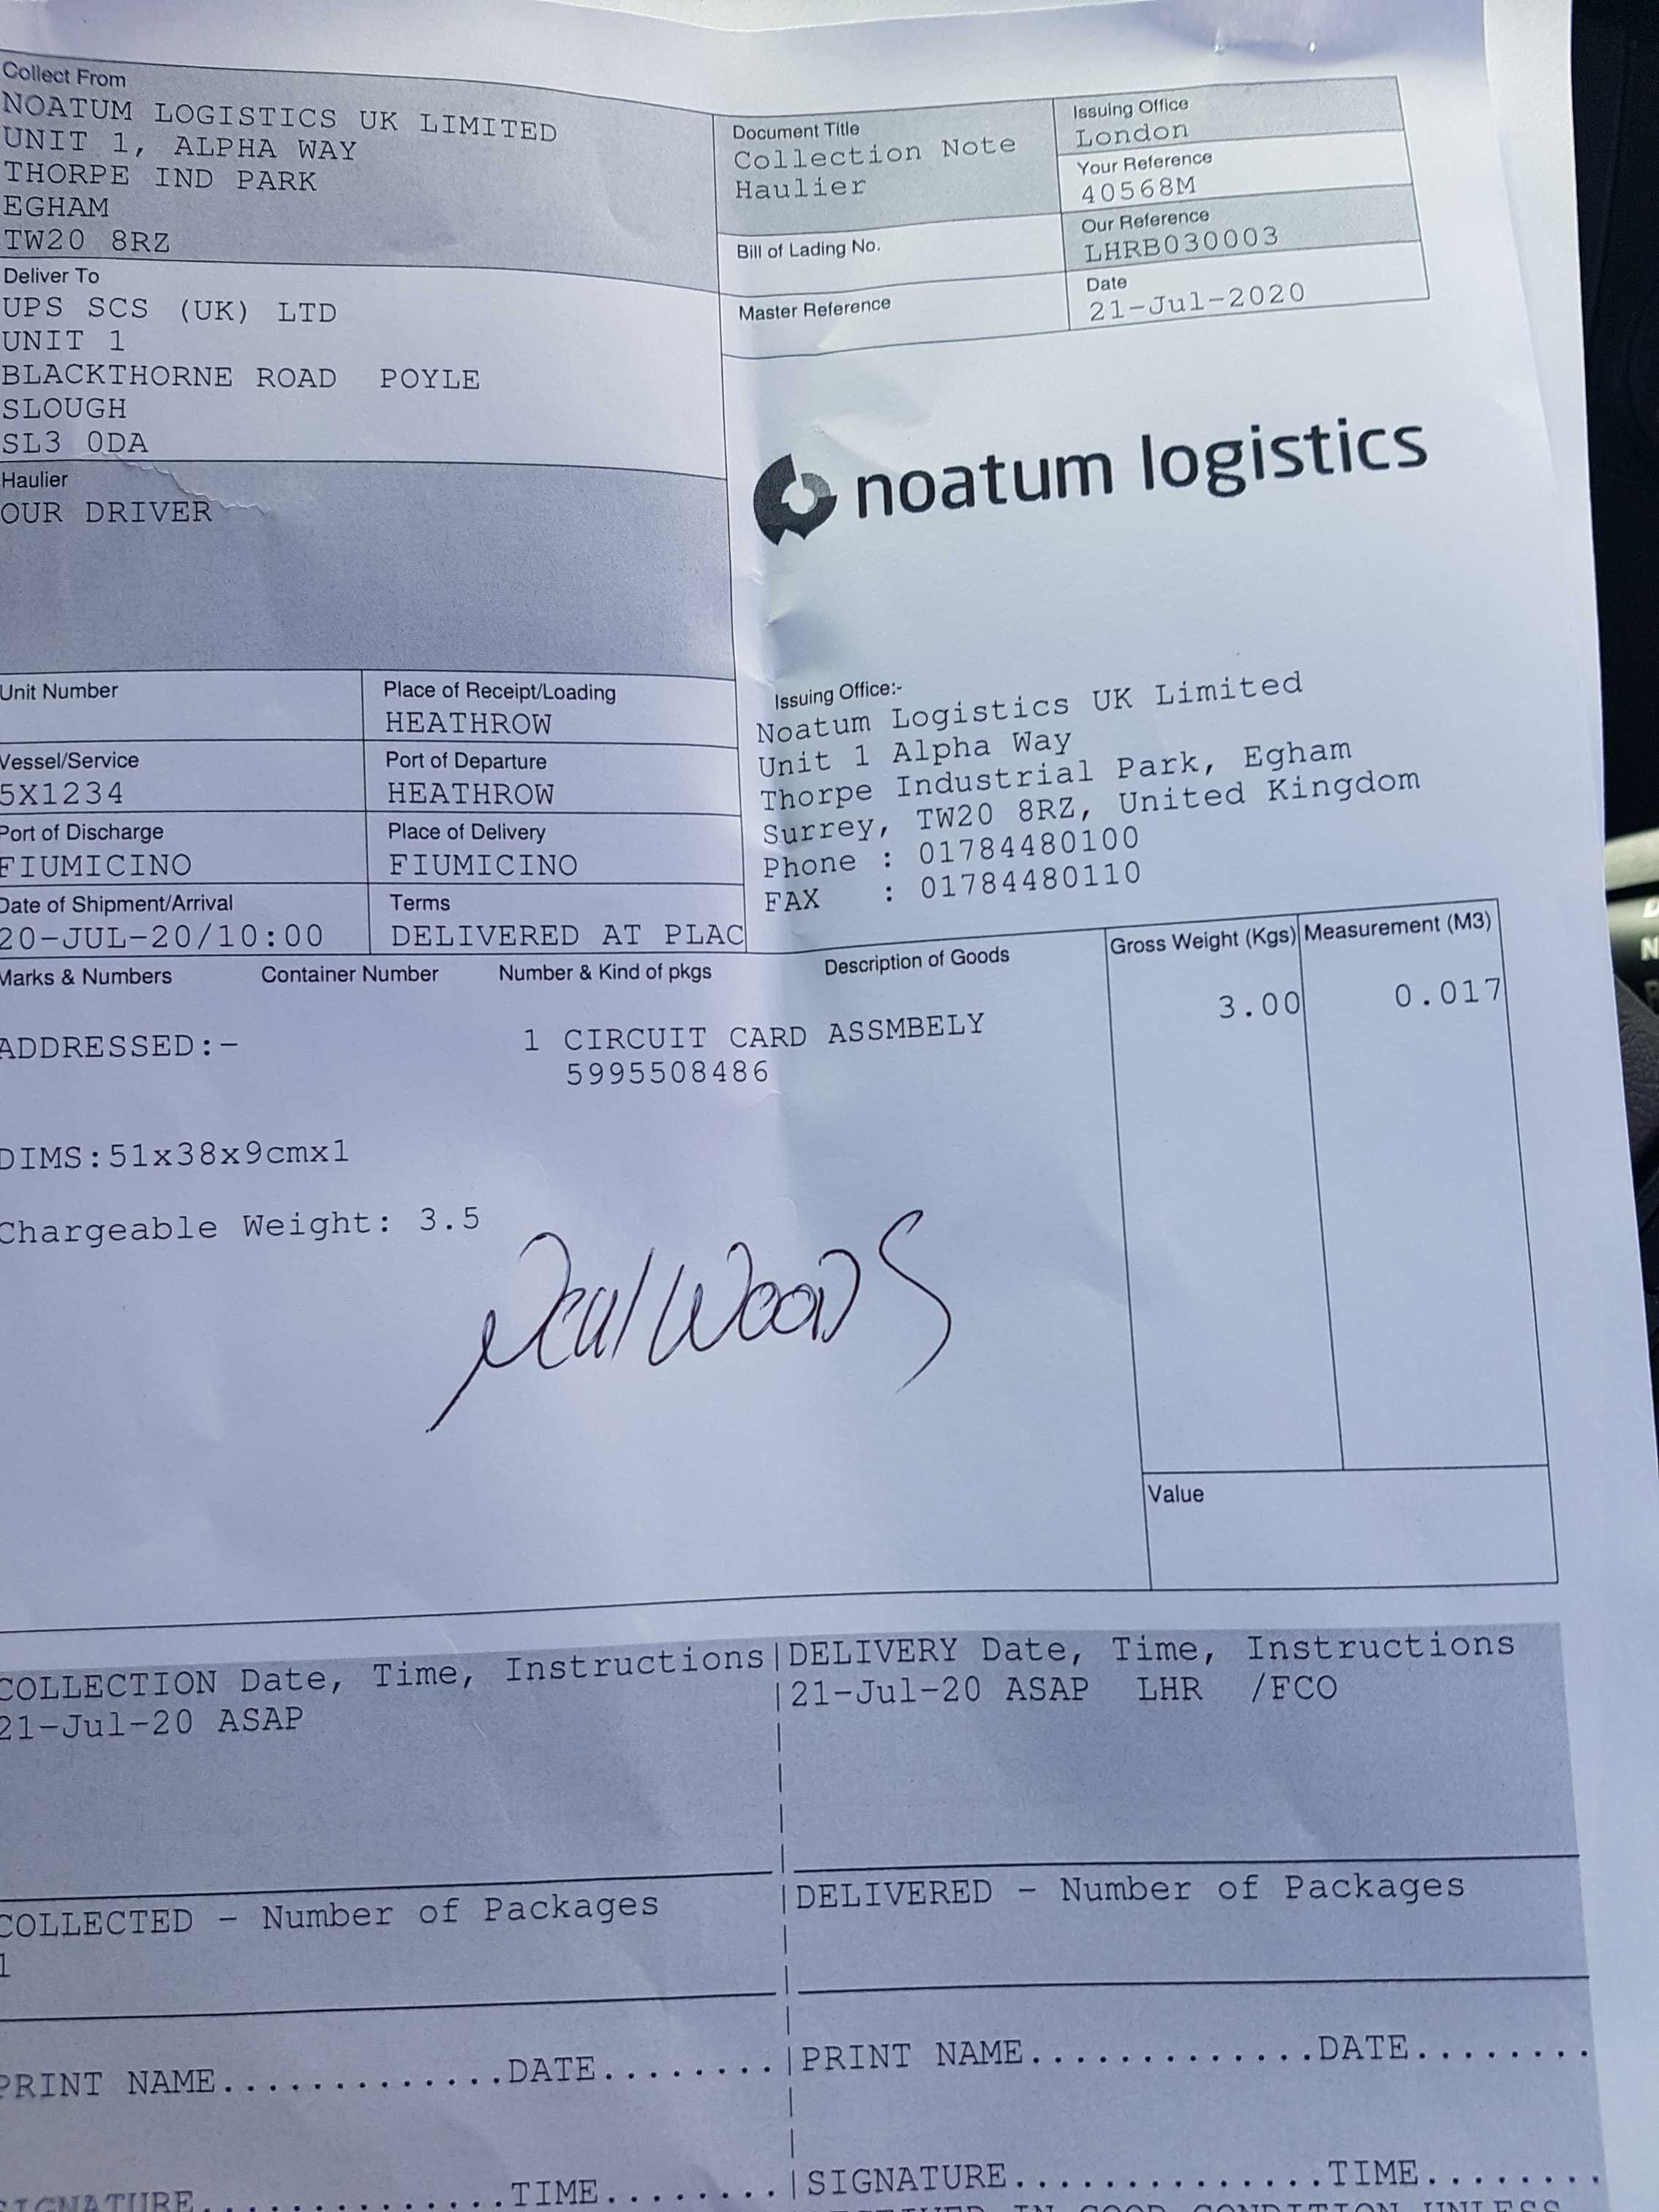 Collect From
NOATUM LOGISTICS UK LIMITED
UNIT 1, ALPHA WAY
THORPE IND PARK
EGHAM
TW20 8RZ
Deliver To
UPS SCS (UK) LTD
UNIT 1
BLACKTHORNE ROAD POYLE
SLOUGH
SL3 0DA
Haulier
OUR DRIVER
Document Title
Collection Note
Haulier
Issuing Office
London
Your Reference
40568M
Bill of Lading No.
Our Reference
LHRB030003
Master Reference
Date
21-Jul-2020
noatum logistics
Unit Number
Place of Receipt/Loading
HEATHROW
Vessel/Service
5X1234
Port of Departure
HEATHROW
Port of Discharge
FIUMICINO
Place of Delivery
FIUMICINO
Date of Shipment/Arrival
20-JUL-20/10:00
Terms
DELIVERED AT PLAC
Issuing Office:-
Noatum Logistics UK Limited
Unit 1 Alpha Way
Thorpe Industrial Park, Egham
Surrey, TW20 8RZ, United Kingdom
Phone : 01784480100
FAX : 01784480110
Marks & Numbers Container Number Number & Kind of pkgs Description of Goods Gross Weight (Kgs) Measurement (M3)
ADDRESSED:- 1 CIRCUIT CARD ASSMBELY 3.00 0.017
5995508486
DIMS:51x38x9cmx1
Chargeable Weight: 3.5
Neal Woods
Value
COLLECTION Date, Time, Instructions
21-Jul-20 ASAP
DELIVERY Date, Time, Instructions
21-Jul-20 ASAP LHR /FCO
COLLECTED - Number of Packages
1
DELIVERED - Number of Packages
PRINT NAME.............DATE........
PRINT NAME.............DATE........
SIGNATURE..............TIME........
SIGNATURE..............TIME........
RECEIVED IN GOOD CONDITION UNLESS